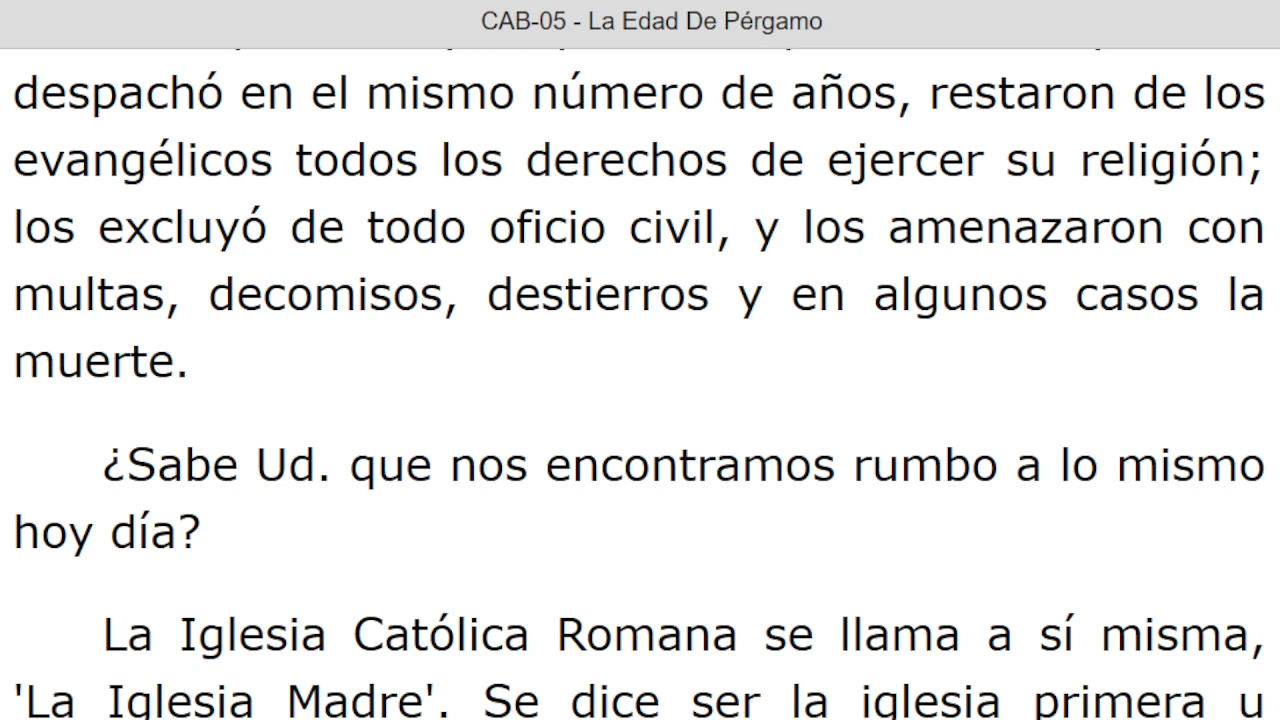 CAB-05 - La Edad De Pérgamo
despachó en el mismo número de años, restaron de los
evangélicos todos los derechos de ejercer su religión;
los excluyó de todo oficio civil, y los amenazaron con
multas, decomisos, destierros y en algunos casos la
muerte.
¿Sabe Ud. que nos encontramos rumbo a lo mismo
hoy día?
La Iglesia Católica Romana se llama a sí misma,
'La Iglesia Madre'. Se dice ser la iglesia primera u